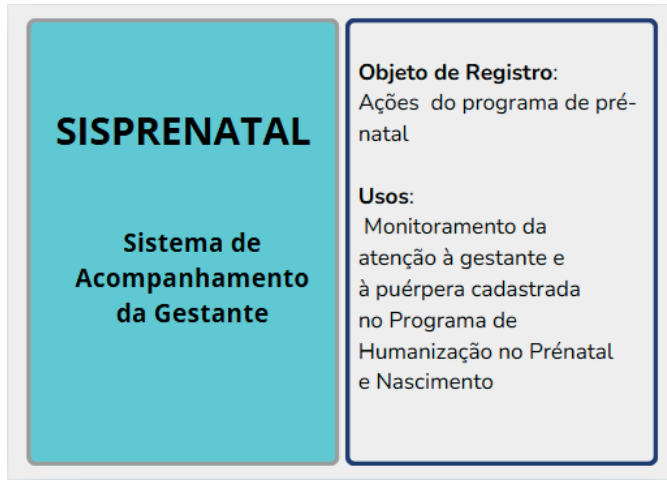 SISPRENATAL
Sistema de
Acompanhamento
da Gestante
Objeto de Registro:
Ações do programa de pré-
natal
Usos:
Monitoramento da
atenção à gestante e
à puérpera cadastrada
no Programa de
Humanização no Prénatal
e Nascimento